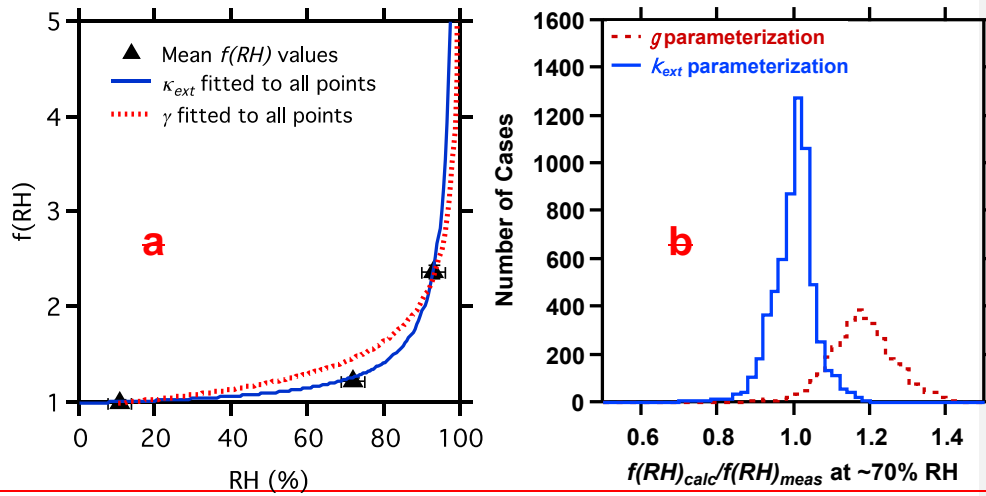 5
4
3
2
1
f(RH)
Mean f(RH) values
κext fitted to all points
γ fitted to all points
a
0 20 40 60 80 100
RH (%)
1600
1400
1200
1000
800
600
400
200
0
Number of Cases
g parameterization
kext parameterization
b
0.6 0.8 1.0 1.2 1.4
f(RH)calc/f(RH)meas at ~70% RH